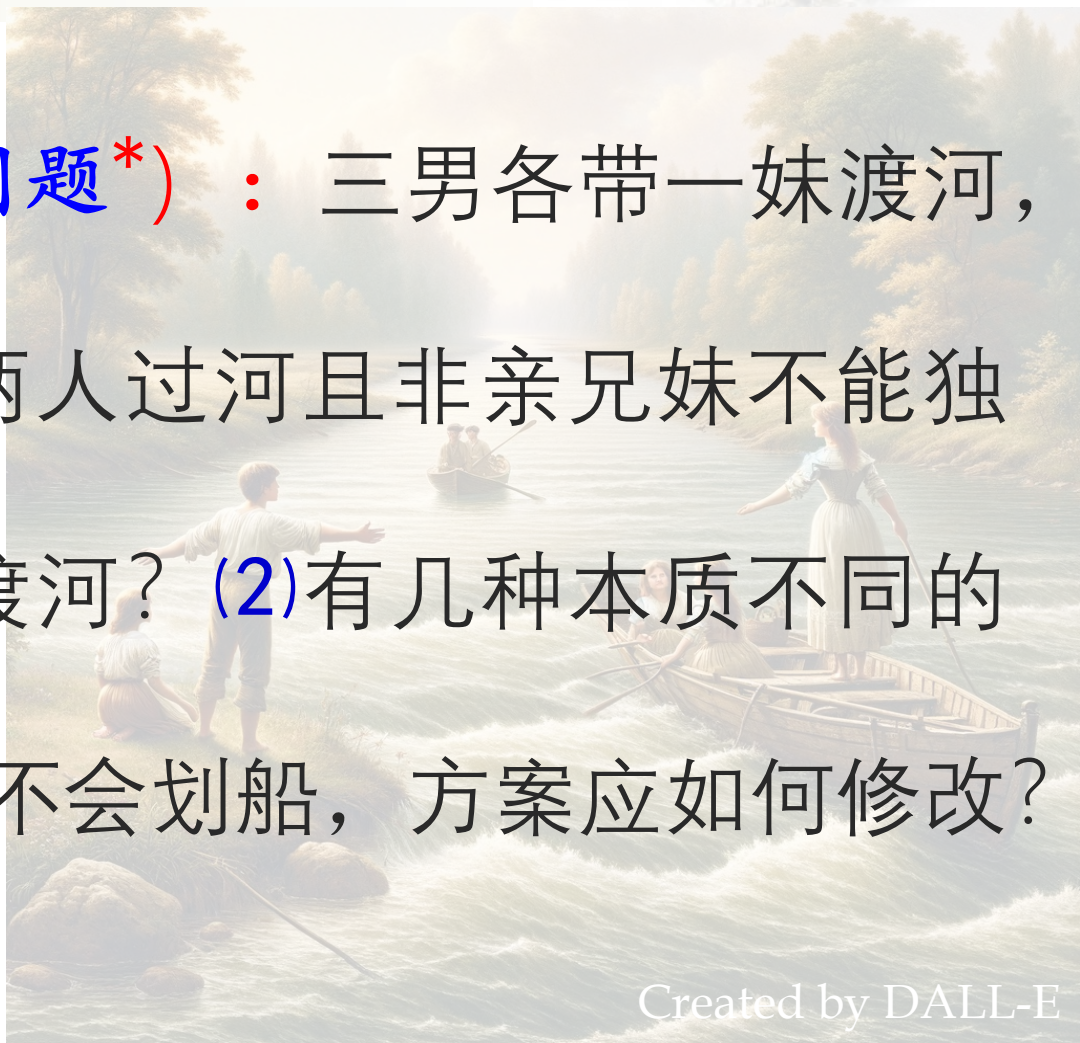 题*）：三男各带一妹渡河，
人过河且非亲兄妹不能独
河？(2)有几种本质不同的
不会划船，方案应如何修改？
Created by DALL-E